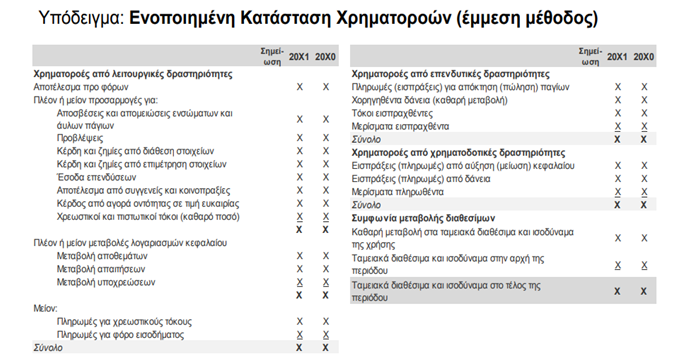 Υπόδειγμα: Ενοποιημένη Κατάσταση Χρηματοροών (έμμεση μέθοδος)
Σημεί-
ωση 20X1 20X0
Χρηματοροές από λειτουργικές δραστηριότητες
Αποτέλεσμα προ φόρων X X
Πλέον ή μείον προσαρμογές για:
Αποσβέσεις και απομειώσεις ενσώματων και
άυλων πάγιων X X
Προβλέψεις X X
Κέρδη και ζημίες από διάθεση στοιχείων X X
Κέρδη και ζημίες από επιμέτρηση στοιχείων X X
Έσοδα επενδύσεων X X
Αποτέλεσμα από συγγενείς και κοινοπραξίες X X
Κέρδος από αγορά οντότητας σε τιμή ευκαιρίας X X
Χρεωστικοί και πιστωτικοί τόκοι (καθαρό ποσό) X X
X X
Πλέον ή μείον μεταβολές λογαριασμών κεφαλαίου
Μεταβολή αποθεμάτων X X
Μεταβολή απαιτήσεων X X
Μεταβολή υποχρεώσεων X X
X X
Μείον:
Πληρωμές για χρεωστικούς τόκους X X
Πληρωμές για φόρο εισοδήματος X X
Σύνολο X X
Σημεί-
ωση 20X1 20X0
Χρηματοροές από επενδυτικές δραστηριότητες
Πληρωμές (εισπράξεις) για απόκτηση (πώληση) παγίων X X
Χορηγηθέντα δάνεια (καθαρή μεταβολή) X X
Τόκοι εισπραχθέντες X X
Μερίσματα εισπραχθέντα X X
Σύνολο X X
Χρηματοροές από χρηματοδοτικές δραστηριότητες
Εισπράξεις (πληρωμές) από αύξηση (μείωση) κεφαλαίου X X
Εισπράξεις (πληρωμές) από δάνεια X X
Μερίσματα πληρωθέντα X X
Σύνολο X X
Συμφωνία μεταβολής διαθεσίμων
Καθαρή μεταβολή στα ταμειακά διαθέσιμα και ισοδύναμα
της χρήσης X X
Ταμειακά διαθέσιμα και ισοδύναμα στην αρχή της
περιόδου X X
Ταμειακά διαθέσιμα και ισοδύναμα στο τέλος της
περιόδου X X